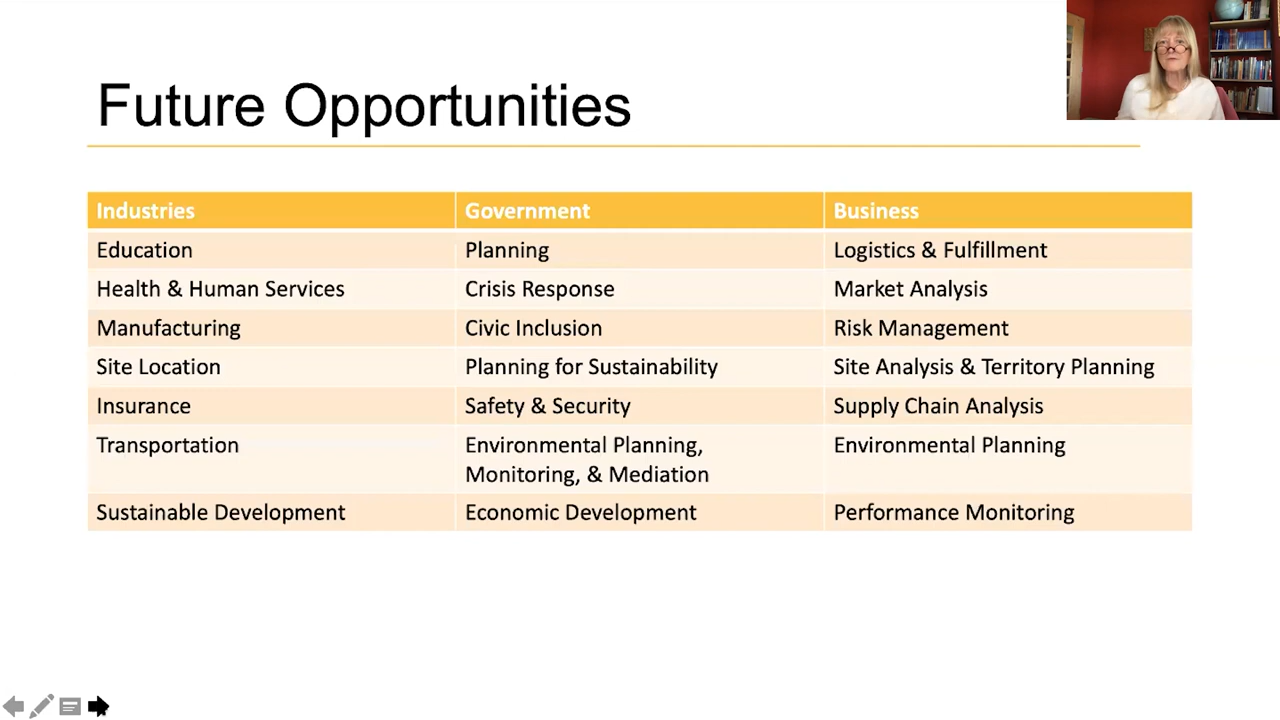 Future Opportunities
Industries Government Business
Education Planning Logistics & Fulfillment
Health & Human Services Crisis Response Market Analysis
Manufacturing Civic Inclusion Risk Management
Site Location Planning for Sustainability Site Analysis & Territory Planning
Insurance Safety & Security Supply Chain Analysis
Transportation Environmental Planning, Environmental Planning
Monitoring, & Mediation
Sustainable Development Economic Development Performance Monitoring